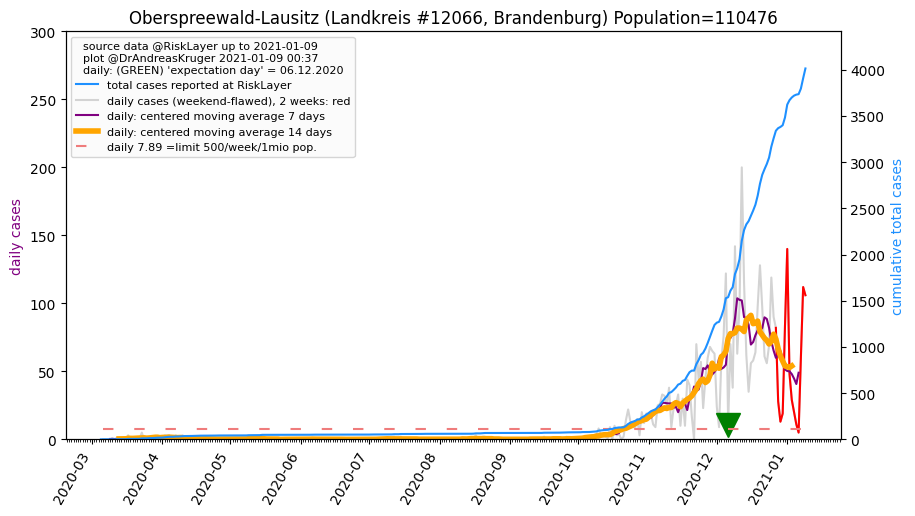 Oberspreewald-Lausitz (Landkreis #12066, Brandenburg) Population=110476
source data @RiskLayer up to 2021-01-09
plot @DrAndreasKruger 2021-01-09 00:37
daily: (GREEN) 'expectation day' = 06.12.2020
total cases reported at RiskLayer
daily cases (weekend-flawed), 2 weeks: red
daily: centered moving average 7 days
daily: centered moving average 14 days
daily 7.89 =limit 500/week/1mio pop.
daily cases
300
250
200
150
100
50
0
cumulative total cases
4000
3500
3000
2500
2000
1500
1000
500
0
2020-03
2020-04
2020-05
2020-06
2020-07
2020-08
2020-09
2020-10
2020-11
2020-12
2021-01